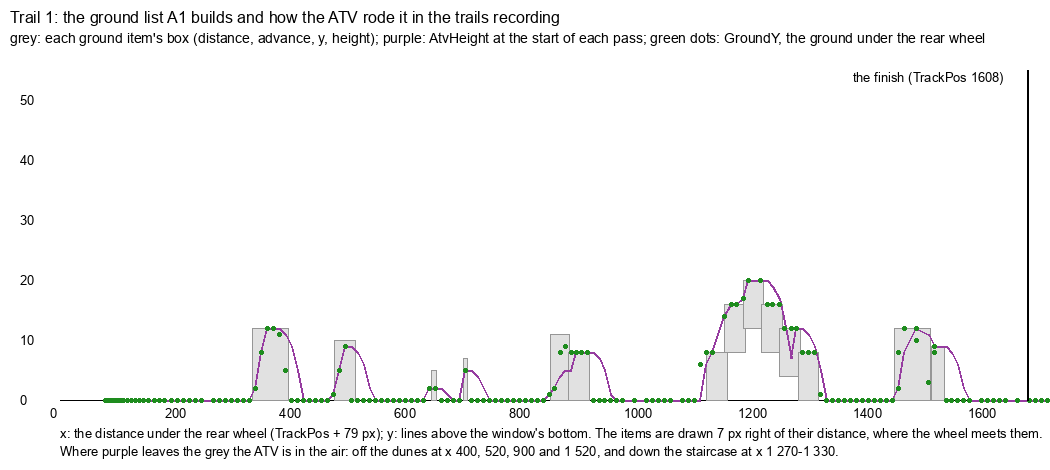 Trail 1: the ground list A1 builds and how the ATV rode it in the trails recording
grey: each ground item's box (distance, advance, y, height); purple: AtvHeight at the start of each pass; green dots: GroundY, the ground under the rear wheel
the finish (TrackPos 1608)
50
40
30
20
10
0
0 200 400 600 800 1000 1200 1400 1600
x: the distance under the rear wheel (TrackPos + 79 px); y: lines above the window's bottom. The items are drawn 7 px right of their distance, where the wheel meets them.
Where purple leaves the grey the ATV is in the air: off the dunes at x 400, 520, 900 and 1 520, and down the staircase at x 1 270-1 330.